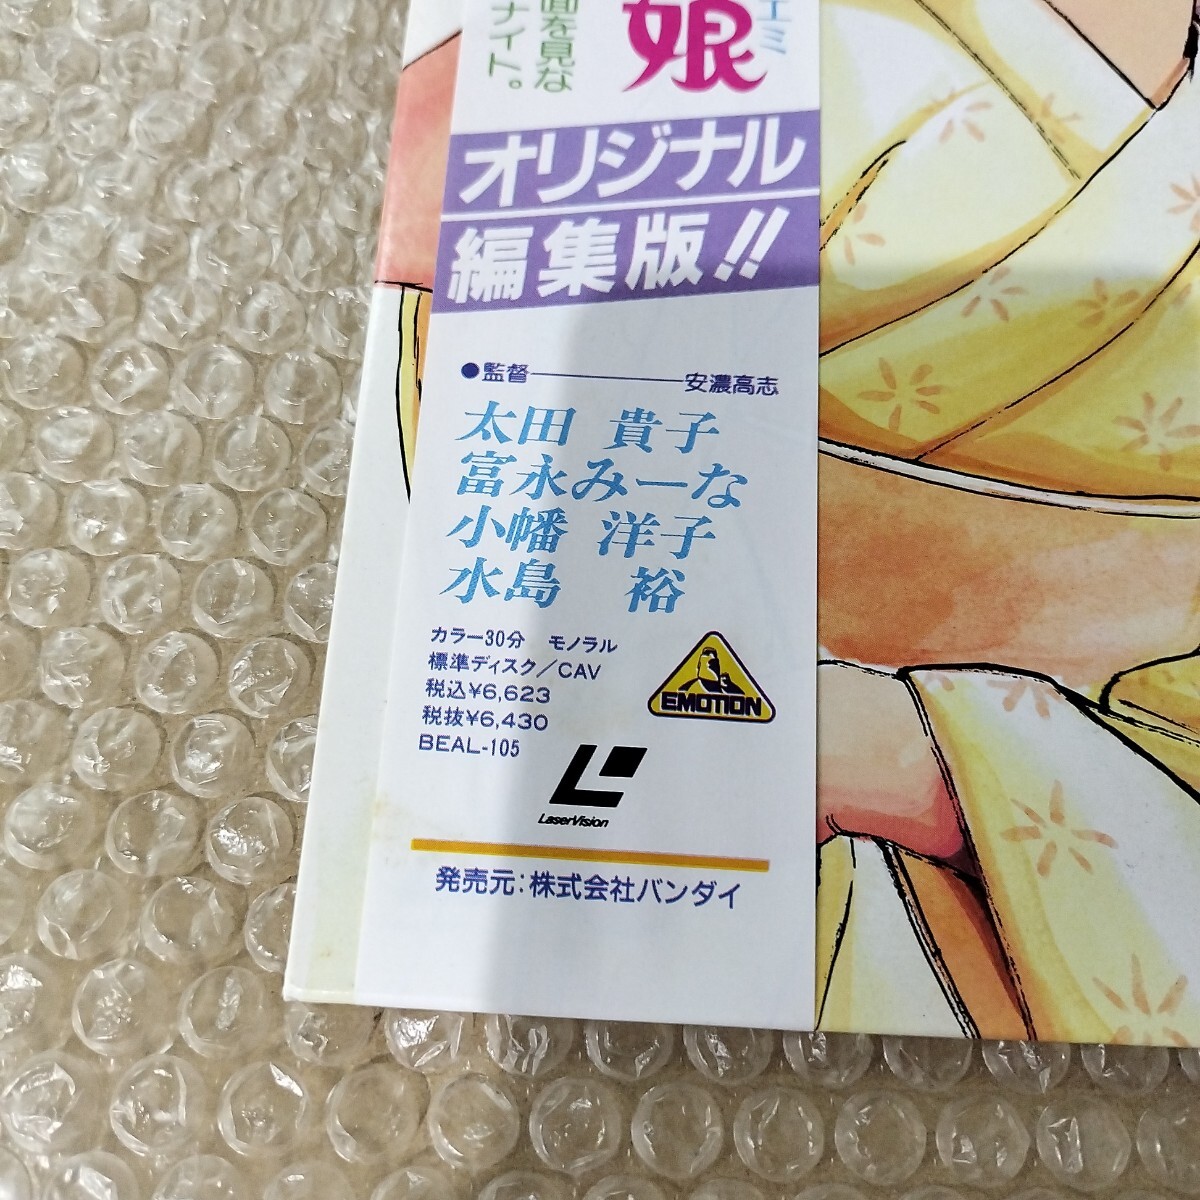 エミ
娘
面を見な
ナイト。
オリジナル
編集版!!
●監督 安濃高志
太田 貴子
富永みーな
小幡 洋子
水島 裕
カラー30分 モノラル
標準ディスク/CAV
税込¥6,623
税抜¥6,430
BEAL-105
EMOTION
LaserVision
発売元:株式会社バンダイ